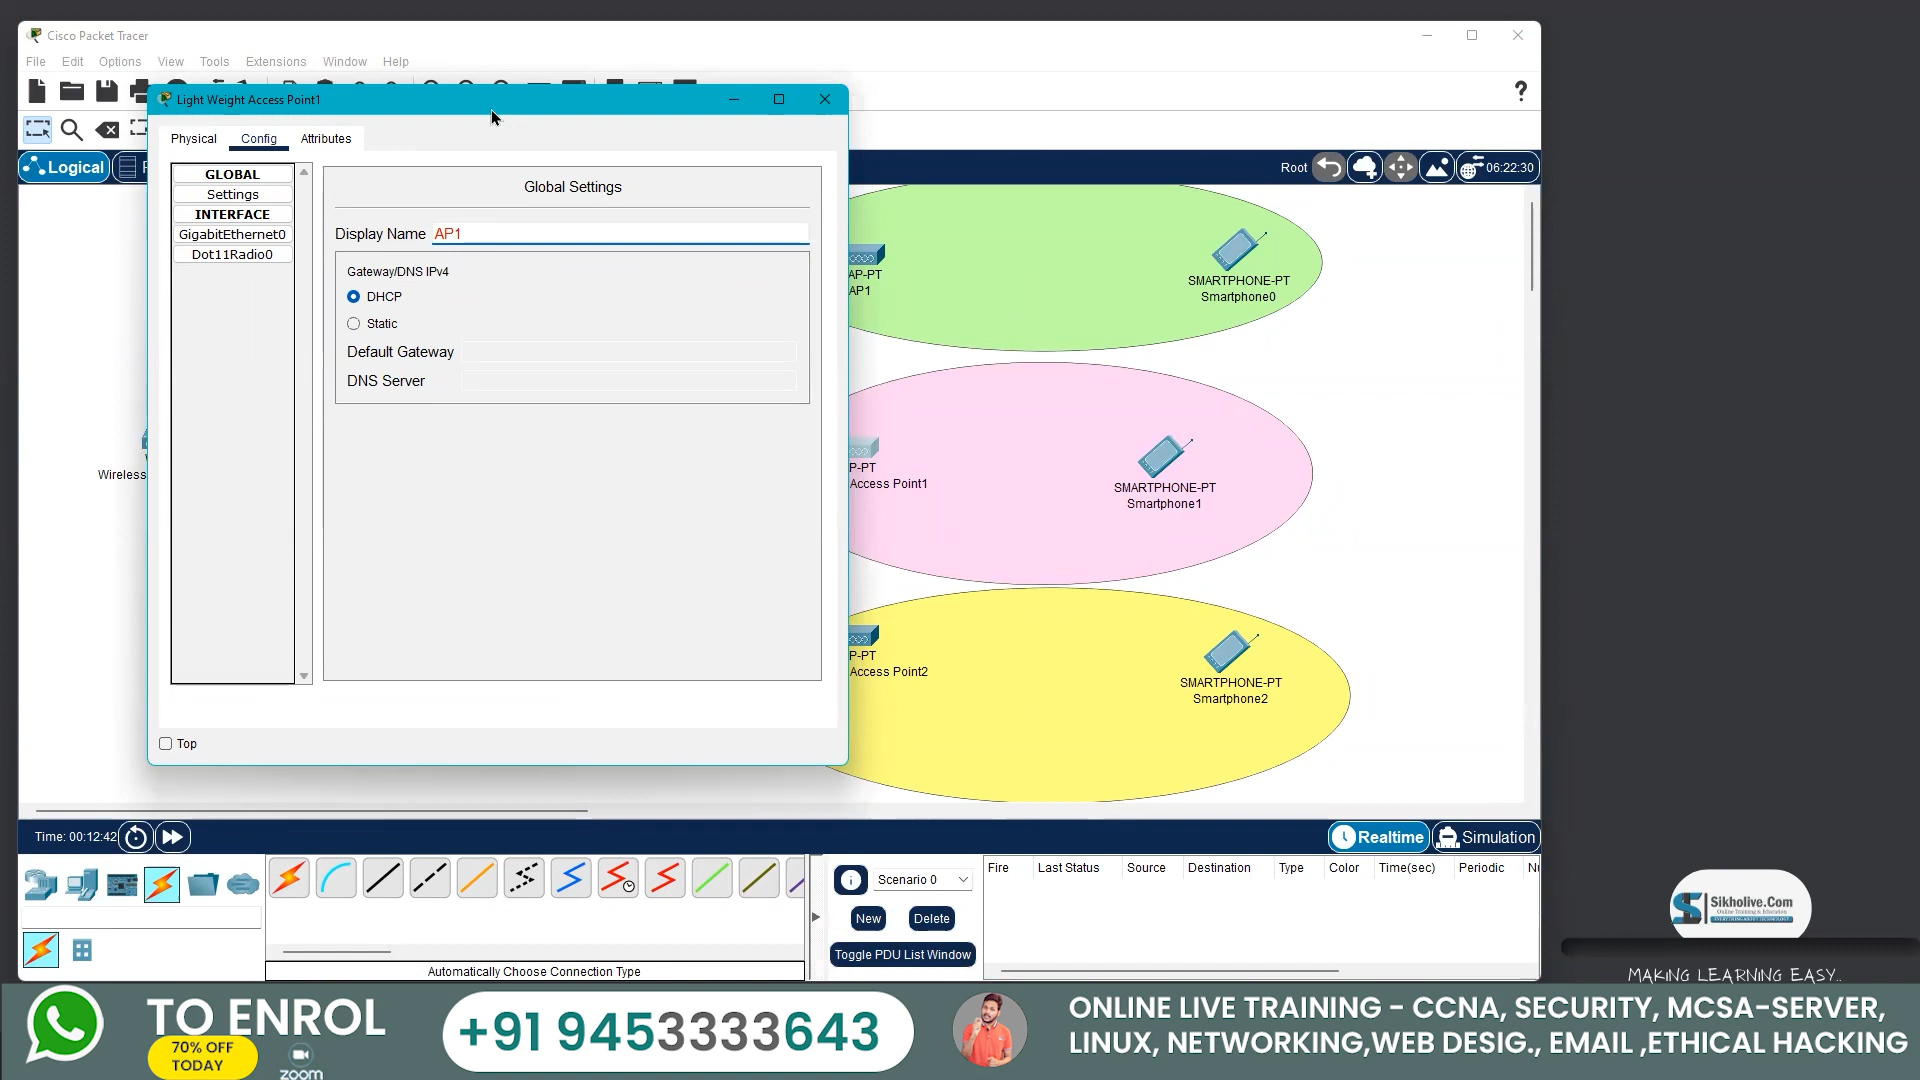 Cisco Packet Tracer
File Edit Options View Tools Extensions Window Help
Light Weight Access Point1
Physical Config Attributes
GLOBAL
Settings
INTERFACE
GigabitEthernet0
Dot11Radio0
Global Settings
Display Name AP1
Gateway/DNS IPv4
DHCP
Static
Default Gateway
DNS Server
Top
Logical
Root
06:22:30
Wireless
AP-PT
AP1
SMARTPHONE-PT
Smartphone0
P-PT
Access Point1
SMARTPHONE-PT
Smartphone1
P-PT
Access Point2
SMARTPHONE-PT
Smartphone2
Time: 00:12:42
Realtime
Simulation
Scenario 0
New
Delete
Toggle PDU List Window
Fire Last Status Source Destination Type Color Time(sec) Periodic
Automatically Choose Connection Type
Sikholive.Com
MAKING LEARNING EASY..
TO ENROL
70% OFF
TODAY
zoom
+91 9453333643
ONLINE LIVE TRAINING - CCNA, SECURITY, MCSA-SERVER,
LINUX, NETWORKING,WEB DESIG., EMAIL ,ETHICAL HACKING